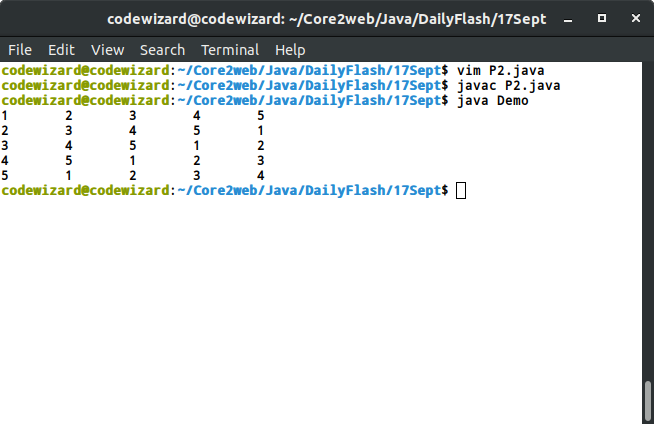 codewizard@codewizard: ~/Core2web/Java/DailyFlash/17Sept
File Edit View Search Terminal Help
codewizard@codewizard:~/Core2web/Java/DailyFlash/17Sept$ vim P2.java
codewizard@codewizard:~/Core2web/Java/DailyFlash/17Sept$ javac P2.java
codewizard@codewizard:~/Core2web/Java/DailyFlash/17Sept$ java Demo
1 2 3 4 5
2 3 4 5 1
3 4 5 1 2
4 5 1 2 3
5 1 2 3 4
codewizard@codewizard:~/Core2web/Java/DailyFlash/17Sept$